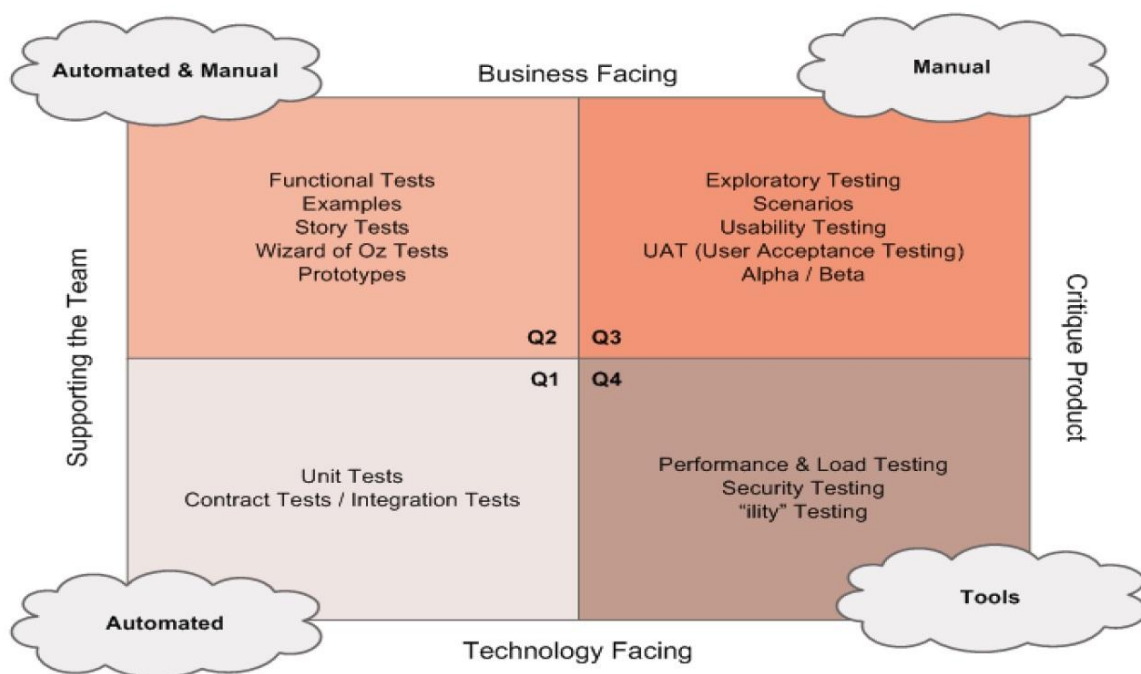 Automated & Manual
Business Facing
Manual
Functional Tests
Examples
Story Tests
Wizard of Oz Tests
Prototypes
Exploratory Testing
Scenarios
Usability Testing
UAT (User Acceptance Testing)
Alpha / Beta
Supporting the Team
Critique Product
Q2
Q3
Q1
Q4
Unit Tests
Contract Tests / Integration Tests
Performance & Load Testing
Security Testing
“ility” Testing
Automated
Technology Facing
Tools